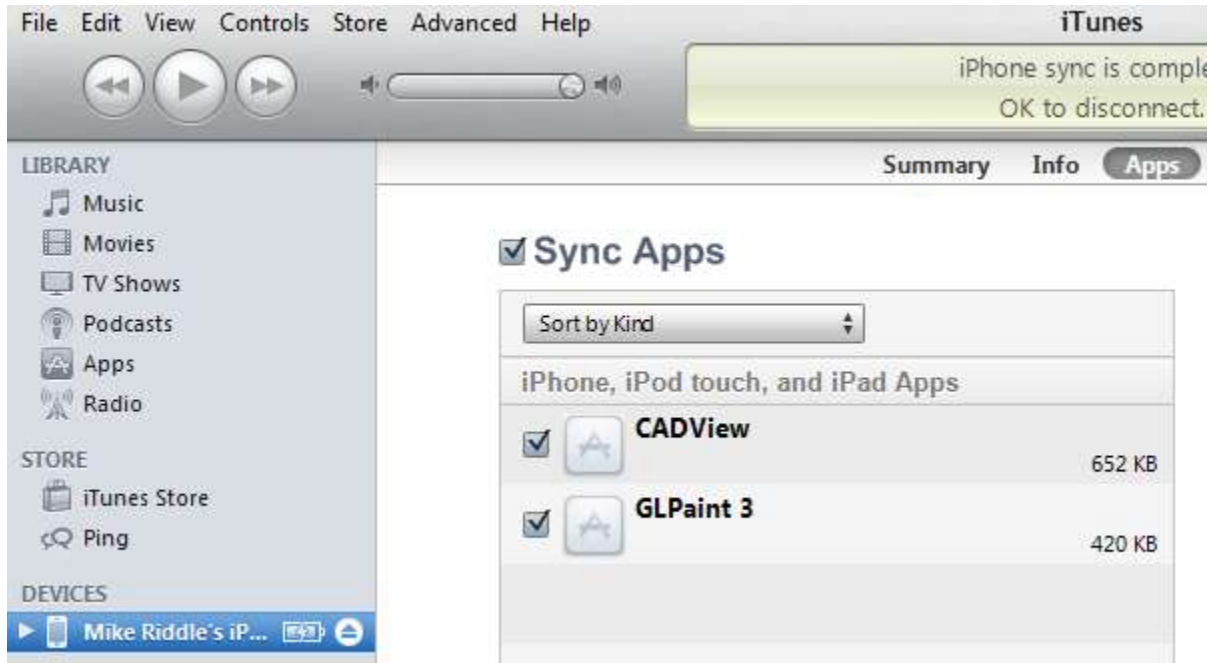 File Edit View Controls Store Advanced Help
iTunes
iPhone sync is comple
OK to disconnect.
Summary Info Apps
LIBRARY
Music
Movies
TV Shows
Podcasts
Apps
Radio
STORE
iTunes Store
Ping
DEVICES
Mike Riddle's iP...
Sync Apps
Sort by Kind
iPhone, iPod touch, and iPad Apps
CADView
652 KB
GLPaint 3
420 KB